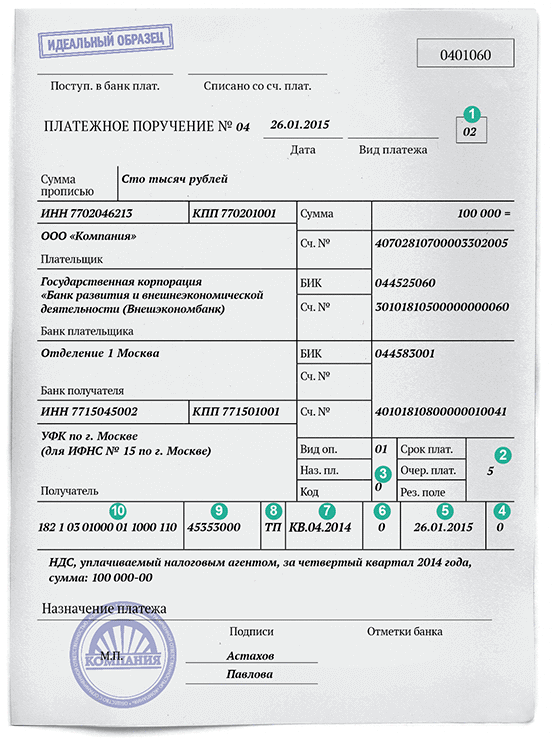 ИДЕАЛЬНЫЙ ОБРАЗЕЦ
0401060
Поступ. в банк плат.
Списано со сч. плат.
1
ПЛАТЕЖНОЕ ПОРУЧЕНИЕ № 04
26.01.2015
02
Дата
Вид платежа
Сумма прописью
Сто тысяч рублей
ИНН 7702046213
КПП 770201001
Сумма
100 000 =
ООО «Компания»
Сч. №
40702810700003302005
Плательщик
Государственная корпорация
«Банк развития и внешнеэкономической
деятельности (Внешэкономбанк)
БИК
044525060
Сч. №
30101810500000000060
Банк плательщика
Отделение 1 Москва
БИК
044583001
Сч. №
Банк получателя
ИНН 7715045002
КПП 771501001
Сч. №
40101810800000010041
УФК по г. Москве
(для ИФНС № 15 по г. Москве)
Вид оп.
01
Срок плат.
2
Наз. пл.
3
Очер. плат.
5
Получатель
Код
0
Рез. поле
10
9
8
7
6
5
4
182 1 03 01000 01 1000 110
45353000
ТП
КВ.04.2014
0
26.01.2015
0
НДС, уплачиваемый налоговым агентом, за четвертый квартал 2014 года,
сумма: 100 000-00
Назначение платежа
Подписи
Отметки банка
М.П.
КОМПАНИЯ
Астахов
Павлова